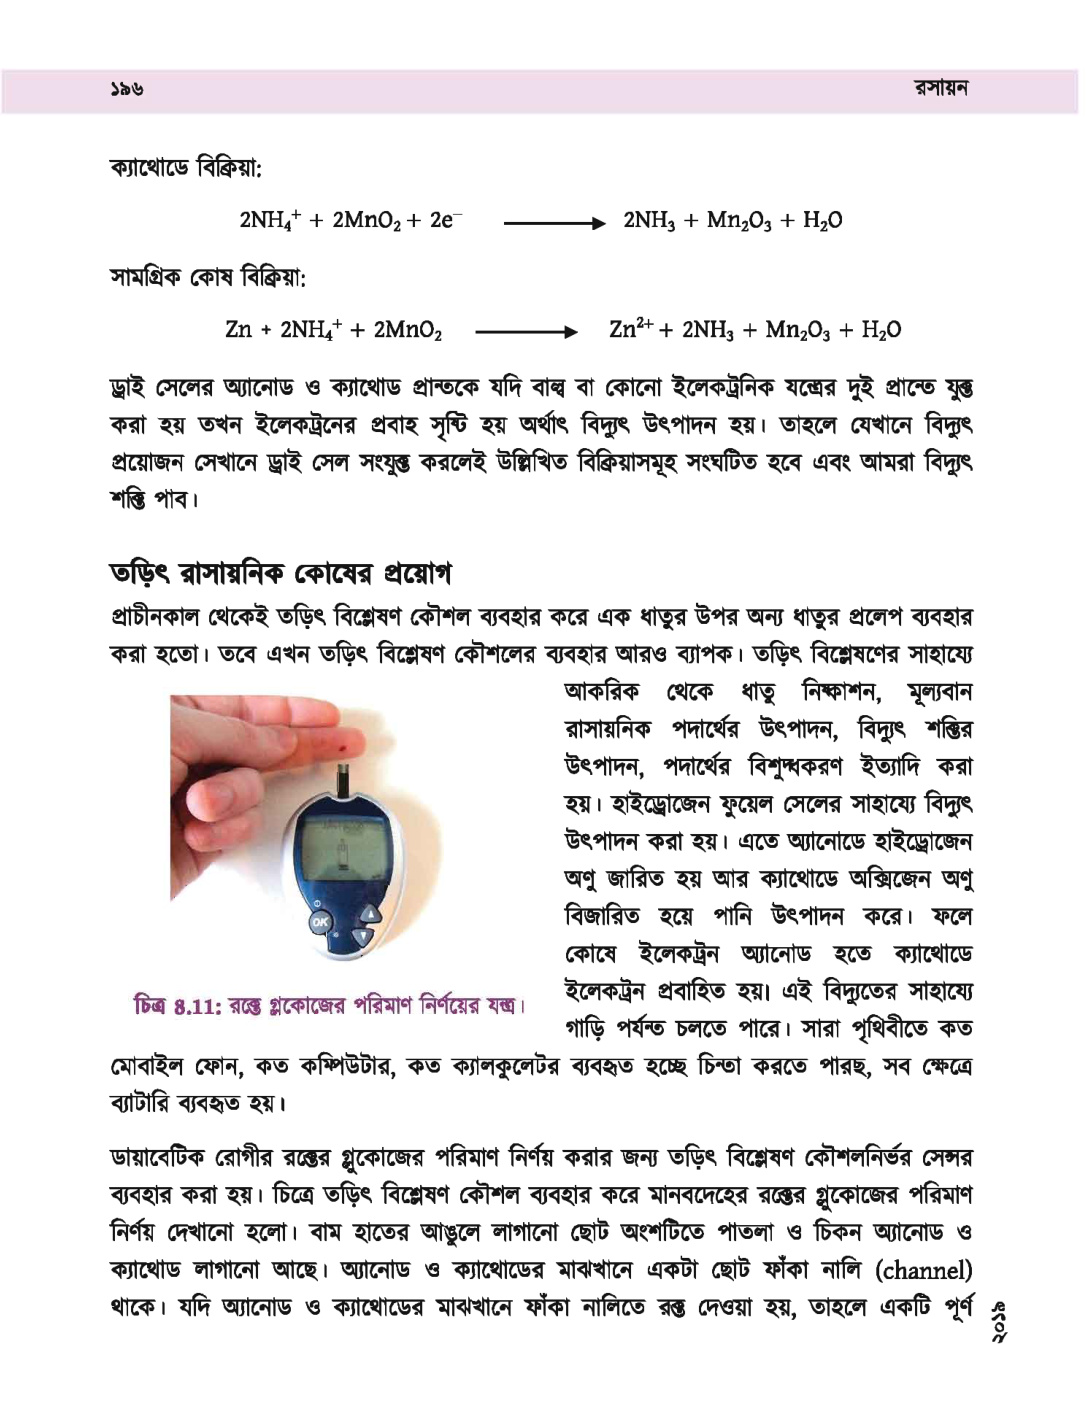 ১৯৬
রসায়ন
ক্যাথোডে বিক্রিয়া:
2NH₄⁺ + 2MnO₂ + 2e⁻ ⟶ 2NH₃ + Mn₂O₃ + H₂O
সামগ্রিক কোষ বিক্রিয়া:
Zn + 2NH₄⁺ + 2MnO₂ ⟶ Zn²⁺ + 2NH₃ + Mn₂O₃ + H₂O
ড্রাই সেলের অ্যানোড ও ক্যাথোড প্রান্তকে যদি বাল্ব বা কোনো ইলেকট্রনিক যন্ত্রের দুই প্রান্তে যুক্ত
করা হয় তখন ইলেকট্রনের প্রবাহ সৃষ্টি হয় অর্থাৎ বিদ্যুৎ উৎপাদন হয়। তাহলে যেখানে বিদ্যুৎ
প্রয়োজন সেখানে ড্রাই সেল সংযুক্ত করলেই উল্লিখিত বিক্রিয়াসমূহ সংঘটিত হবে এবং আমরা বিদ্যুৎ
শক্তি পাব।
তড়িৎ রাসায়নিক কোষের প্রয়োগ
প্রাচীনকাল থেকেই তড়িৎ বিশ্লেষণ কৌশল ব্যবহার করে এক ধাতুর উপর অন্য ধাতুর প্রলেপ ব্যবহার
করা হতো। তবে এখন তড়িৎ বিশ্লেষণ কৌশলের ব্যবহার আরও ব্যাপক। তড়িৎ বিশ্লেষণের সাহায্যে
আকরিক থেকে ধাতু নিষ্কাশন, মূল্যবান
রাসায়নিক পদার্থের উৎপাদন, বিদ্যুৎ শক্তির
উৎপাদন, পদার্থের বিশুদ্ধকরণ ইত্যাদি করা
হয়। হাইড্রোজেন ফুয়েল সেলের সাহায্যে বিদ্যুৎ
উৎপাদন করা হয়। এতে অ্যানোডে হাইড্রোজেন
অণু জারিত হয় আর ক্যাথোডে অক্সিজেন অণু
বিজারিত হয়ে পানি উৎপাদন করে। ফলে
কোষে ইলেকট্রন অ্যানোড হতে ক্যাথোডে
ইলেকট্রন প্রবাহিত হয়। এই বিদ্যুতের সাহায্যে
গাড়ি পর্যন্ত চলতে পারে। সারা পৃথিবীতে কত
OK
চিত্র 8.11: রক্তে গ্লুকোজের পরিমাণ নির্ণয়ের যন্ত্র।
মোবাইল ফোন, কত কম্পিউটার, কত ক্যালকুলেটর ব্যবহৃত হচ্ছে চিন্তা করতে পারছ, সব ক্ষেত্রে
ব্যাটারি ব্যবহৃত হয়।
ডায়াবেটিক রোগীর রক্তের গ্লুকোজের পরিমাণ নির্ণয় করার জন্য তড়িৎ বিশ্লেষণ কৌশলনির্ভর সেন্সর
ব্যবহার করা হয়। চিত্রে তড়িৎ বিশ্লেষণ কৌশল ব্যবহার করে মানবদেহের রক্তের গ্লুকোজের পরিমাণ
নির্ণয় দেখানো হলো। বাম হাতের আঙুলে লাগানো ছোট অংশটিতে পাতলা ও চিকন অ্যানোড ও
ক্যাথোড লাগানো আছে। অ্যানোড ও ক্যাথোডের মাঝখানে একটা ছোট ফাঁকা নালি (channel)
থাকে। যদি অ্যানোড ও ক্যাথোডের মাঝখানে ফাঁকা নালিতে রক্ত দেওয়া হয়, তাহলে একটি পূর্ণ
২০১৯